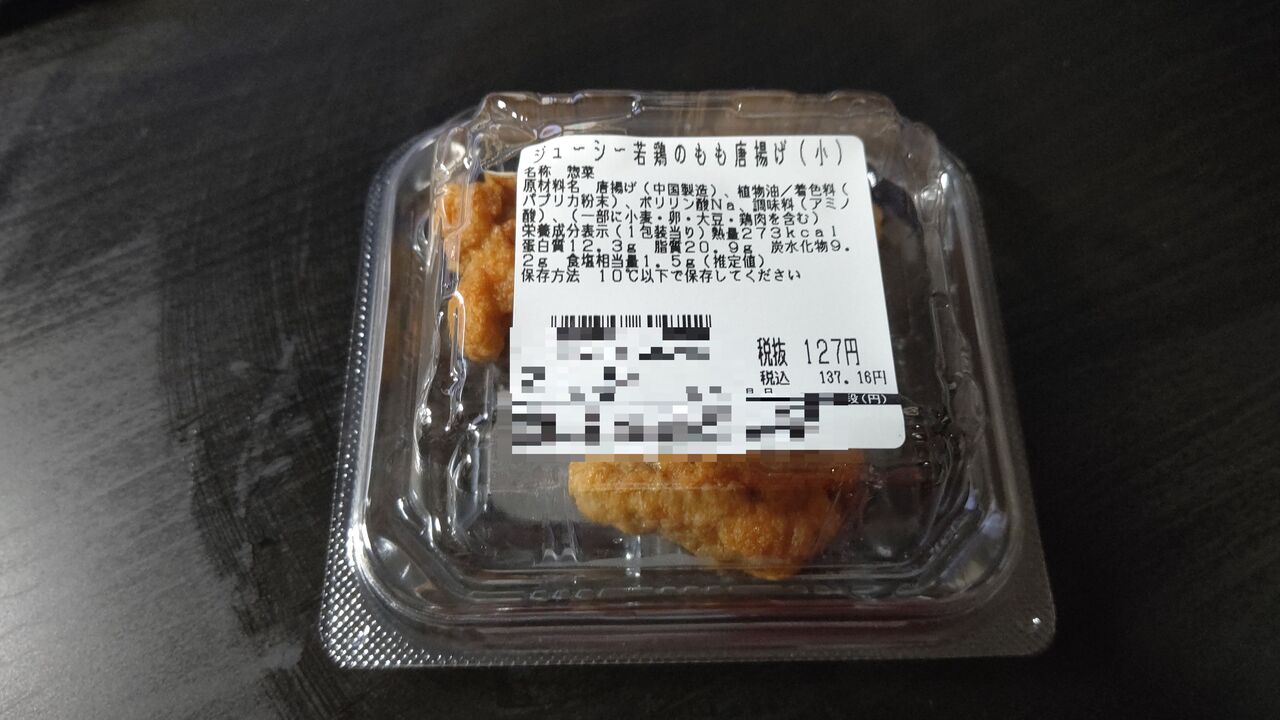 ジューシー若鶏のもも唐揚げ(小)
名称 惣菜
原材料名 唐揚げ(中国製造)、植物油/着色料(
パプリカ粉末)、ポリリン酸Na、調味料(アミノ
酸)、(一部に小麦・卵・大豆・鶏肉を含む)
栄養成分表示(1包装当り)熱量273kcal
蛋白質12.3g 脂質20.9g 炭水化物9.
2g 食塩相当量1.5g(推定値)
保存方法 10℃以下で保存してください
税抜 127円
税込 137.16円
段(円)